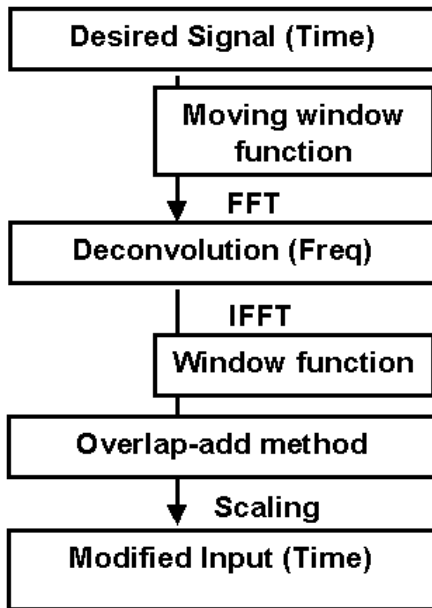 Desired Signal (Time)
Moving window
function
FFT
Deconvolution (Freq)
IFFT
Window function
Overlap-add method
Scaling
Modified Input (Time)